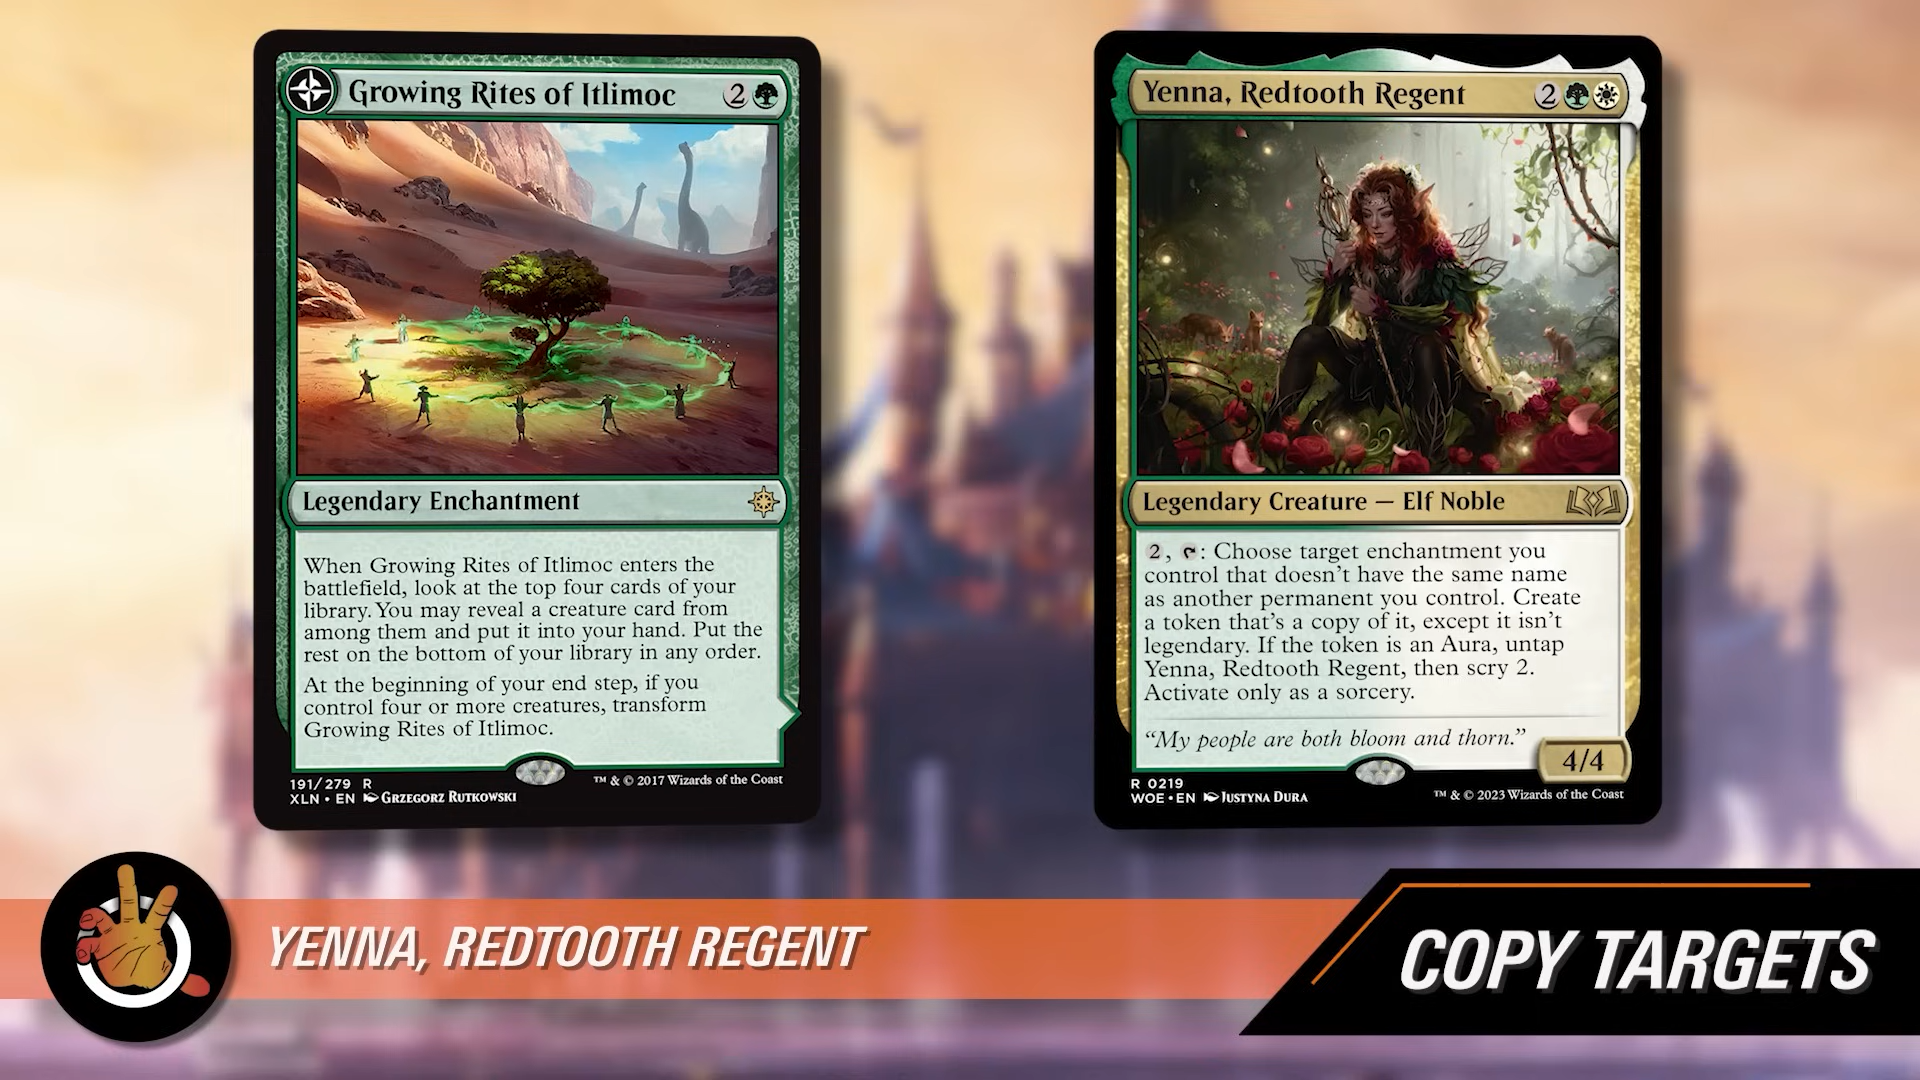 Growing Rites of Itlimoc 2
Legendary Enchantment
When Growing Rites of Itlimoc enters the
battlefield, look at the top four cards of your
library. You may reveal a creature card from
among them and put it into your hand. Put the
rest on the bottom of your library in any order.
At the beginning of your end step, if you
control four or more creatures, transform
Growing Rites of Itlimoc.
191/279 R
XLN • EN Grzegorz Rutkowski
™ & © 2017 Wizards of the Coast
Yenna, Redtooth Regent 2
Legendary Creature — Elf Noble
2, : Choose target enchantment you
control that doesn't have the same name
as another permanent you control. Create
a token that's a copy of it, except it isn't
legendary. If the token is an Aura, untap
Yenna, Redtooth Regent, then scry 2.
Activate only as a sorcery.
“My people are both bloom and thorn.”
4/4
R 0219
WOE • EN Justyna Dura
™ & © 2023 Wizards of the Coast
YENNA, REDTOOTH REGENT
COPY TARGETS